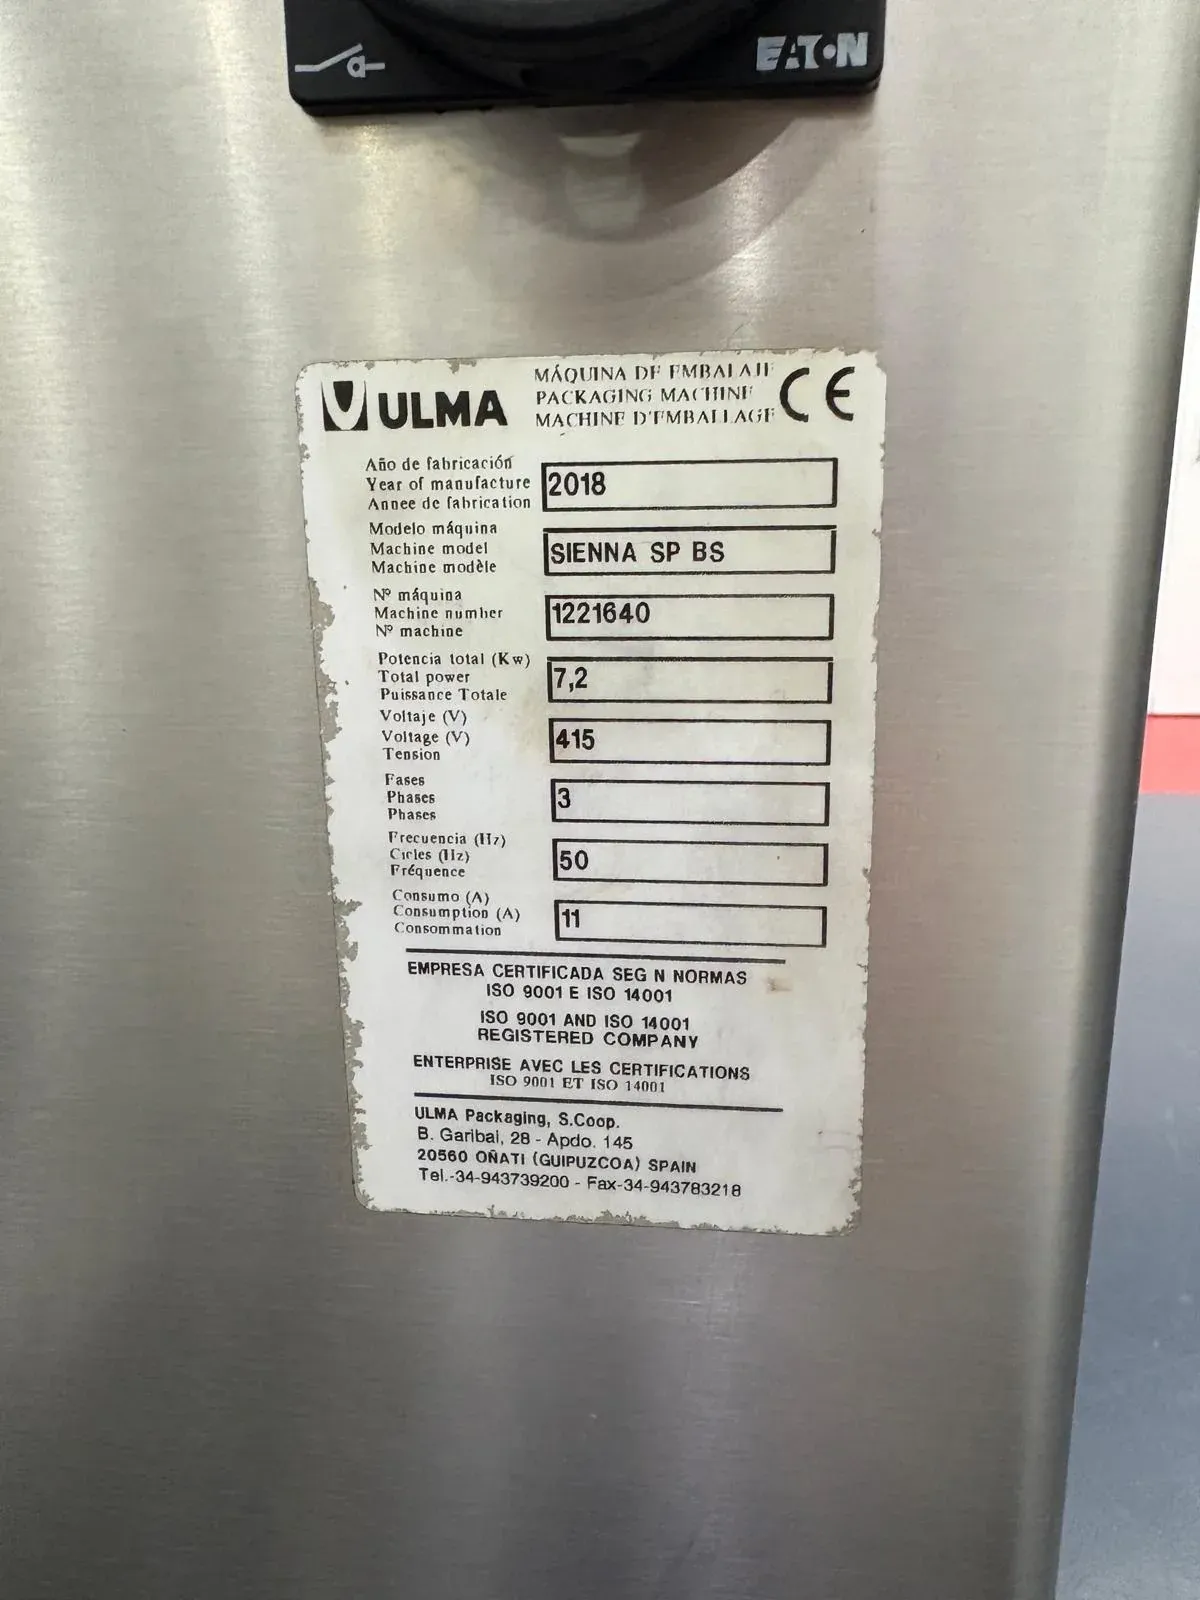 EATON
ULMA
MÁQUINA DE EMBALAJE
PACKAGING MACHINE
MACHINE D'EMBALLAGE
CE
Año de fabricación
Year of manufacture
Annee de fabrication
2018
Modelo máquina
Machine model
Machine modèle
SIENNA SP BS
Nº máquina
Machine number
Nº machine
1221640
Potencia total (Kw)
Total power
Puissance Totale
7,2
Voltaje (V)
Voltage (V)
Tension
415
Fases
Phases
Phases
3
Frecuencia (Hz)
Cicles (Hz)
Fréquence
50
Consumo (A)
Consumption (A)
Consommation
11
EMPRESA CERTIFICADA SEG N NORMAS
ISO 9001 E ISO 14001
ISO 9001 AND ISO 14001
REGISTERED COMPANY
ENTERPRISE AVEC LES CERTIFICATIONS
ISO 9001 ET ISO 14001
ULMA Packaging, S.Coop.
B. Garibai, 28 - Apdo. 145
20560 OÑATI (GUIPUZCOA) SPAIN
Tel.-34-943739200 - Fax-34-943783218